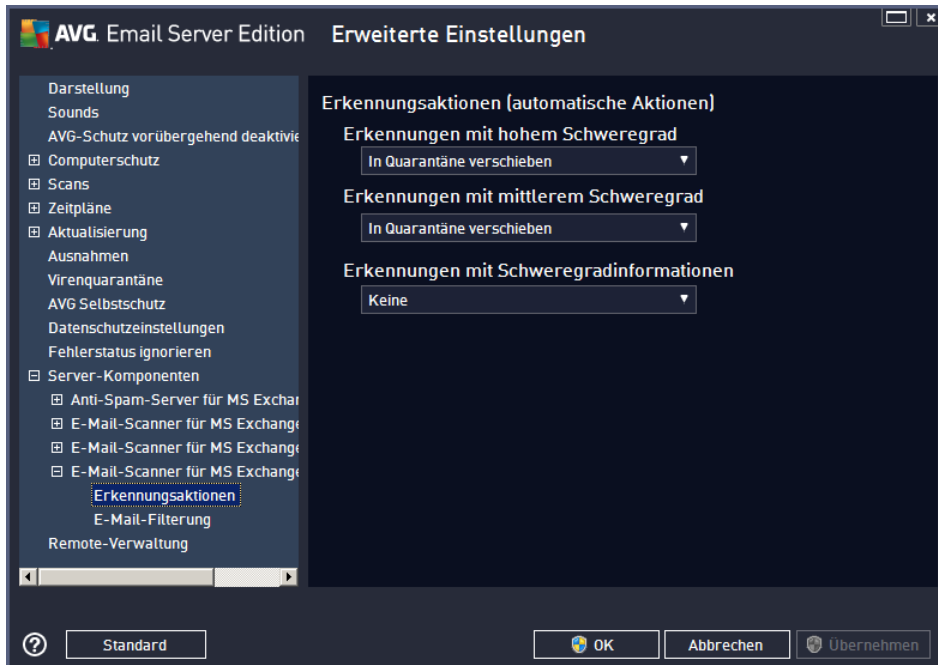 AVG. Email Server Edition Erweiterte Einstellungen
Darstellung
Sounds
AVG-Schutz vorübergehend deaktivie
Computerschutz
Scans
Zeitpläne
Aktualisierung
Ausnahmen
Virenquarantäne
AVG Selbstschutz
Datenschutzeinstellungen
Fehlerstatus ignorieren
Server-Komponenten
Anti-Spam-Server für MS Exchan
E-Mail-Scanner für MS Exchange
E-Mail-Scanner für MS Exchange
E-Mail-Scanner für MS Exchange
Erkennungsaktionen
E-Mail-Filterung
Remote-Verwaltung
Erkennungsaktionen (automatische Aktionen)
Erkennungen mit hohem Schweregrad
In Quarantäne verschieben
Erkennungen mit mittlerem Schweregrad
In Quarantäne verschieben
Erkennungen mit Schweregradinformationen
Keine
? Standard OK Abbrechen Übernehmen